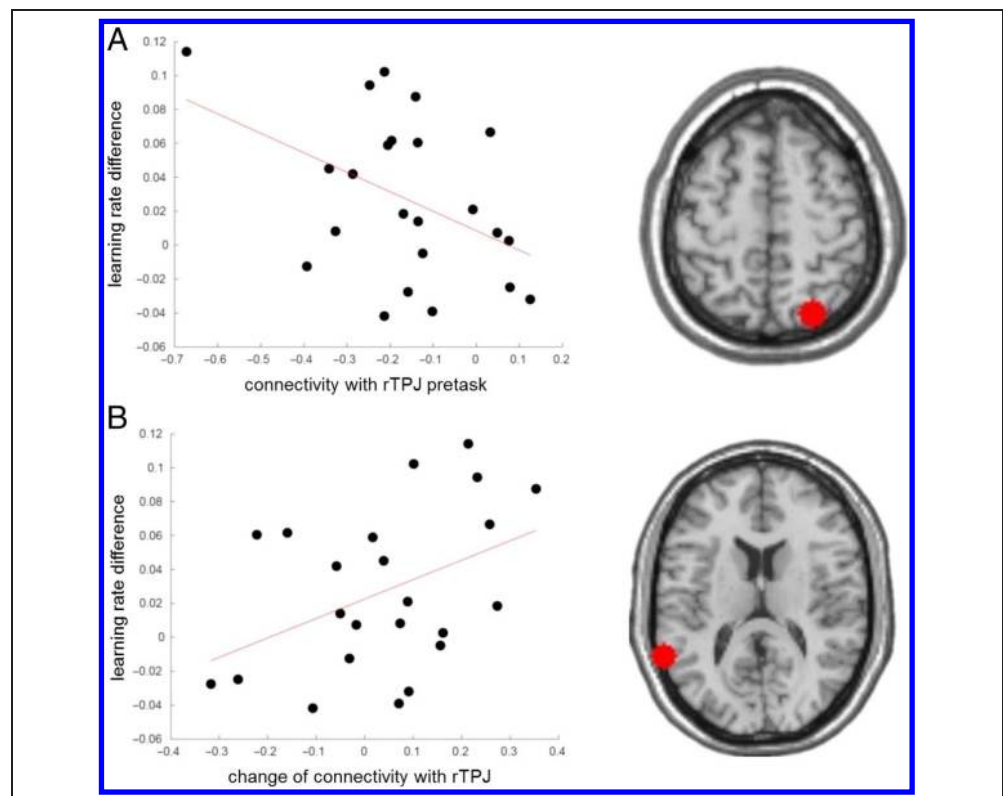 A
learning rate difference
0.12
0.1
0.08
0.06
0.04
0.02
0
−0.02
−0.04
−0.06
−0.7 −0.6 −0.5 −0.4 −0.3 −0.2 −0.1 0 0.1 0.2
connectivity with rTPJ pretask
B
learning rate difference
0.12
0.1
0.08
0.06
0.04
0.02
0
−0.02
−0.04
−0.06
−0.4 −0.3 −0.2 −0.1 0 0.1 0.2 0.3 0.4
change of connectivity with rTPJ